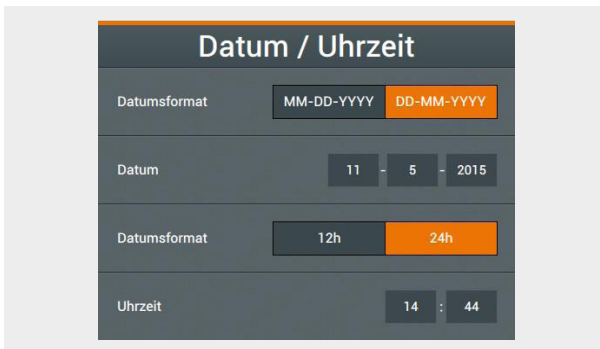 Datum / Uhrzeit
Datumsformat MM-DD-YYYY DD-MM-YYYY
Datum 11 - 5 - 2015
Datumsformat 12h 24h
Uhrzeit 14 : 44